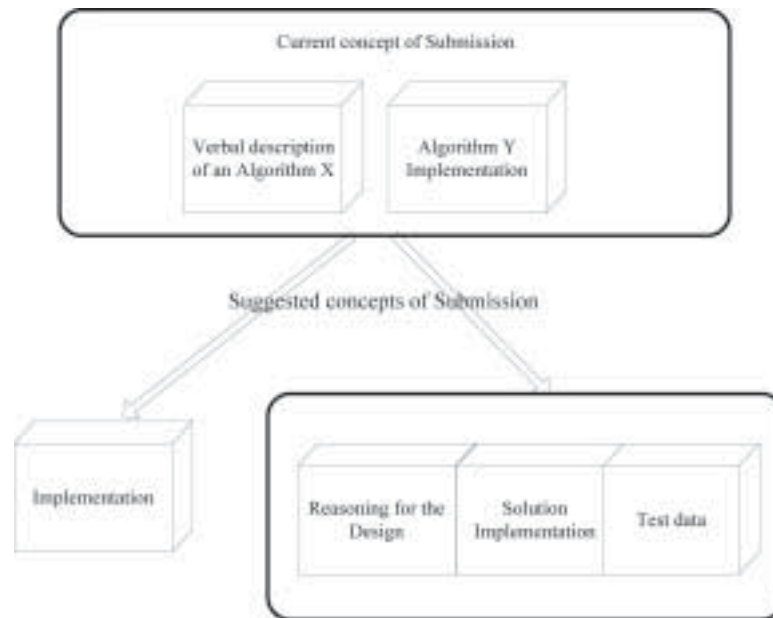 Current concept of Submission
Verbal description
of an Algorithm X
Algorithm Y
Implementation
Suggested concepts of Submission
Implementation
Reasoning for the
Design
Solution
Implementation
Test data